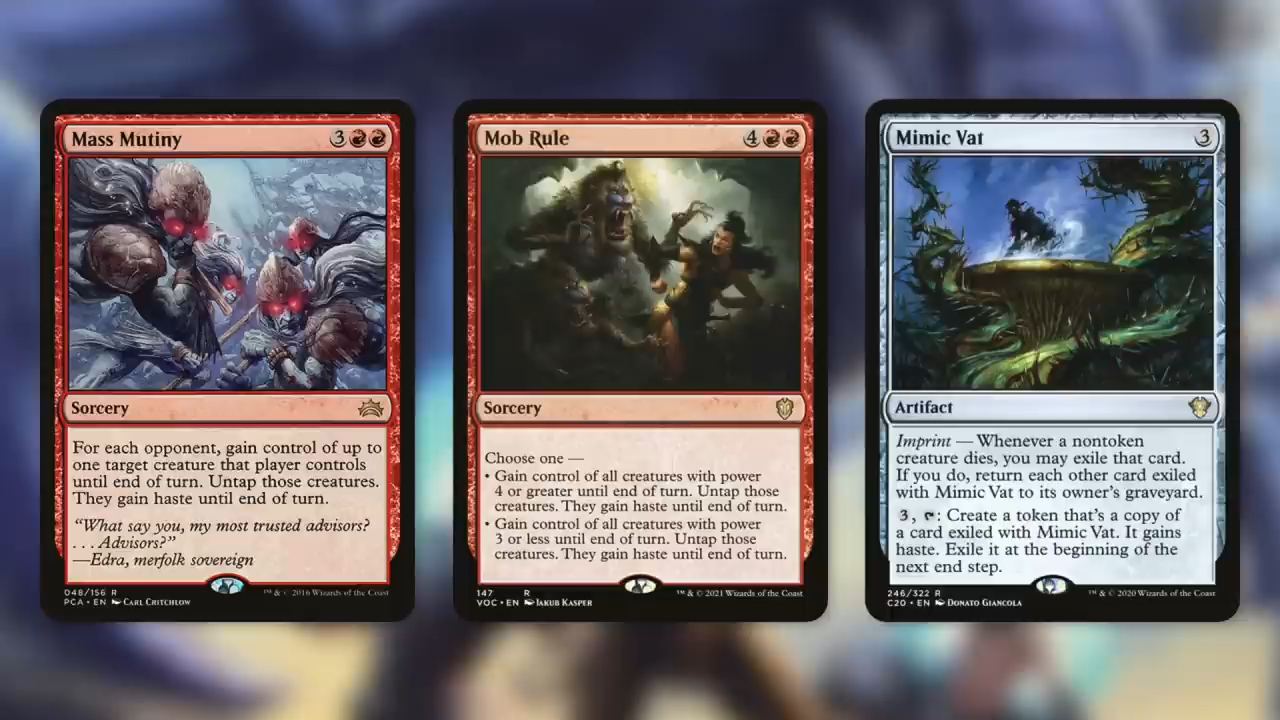 Mass Mutiny
3
Sorcery
For each opponent, gain control of up to
one target creature that player controls
until end of turn. Untap those creatures.
They gain haste until end of turn.
“What say you, my most trusted advisors?
. . . Advisors?”
—Edra, merfolk sovereign
048/156 R
PCA • EN Carl Critchlow
™ & © 2016 Wizards of the Coast
Mob Rule
4
Sorcery
Choose one —
• Gain control of all creatures with power
4 or greater until end of turn. Untap those
creatures. They gain haste until end of turn.
• Gain control of all creatures with power
3 or less until end of turn. Untap those
creatures. They gain haste until end of turn.
147 R
VOC • EN Jakub Kasper
™ & © 2021 Wizards of the Coast
Mimic Vat
3
Artifact
Imprint — Whenever a nontoken
creature dies, you may exile that card.
If you do, return each other card exiled
with Mimic Vat to its owner’s graveyard.
3, : Create a token that’s a copy of
a card exiled with Mimic Vat. It gains
haste. Exile it at the beginning of the
next end step.
246/322 R
C20 • EN Donato Giancola
™ & © 2020 Wizards of the Coast